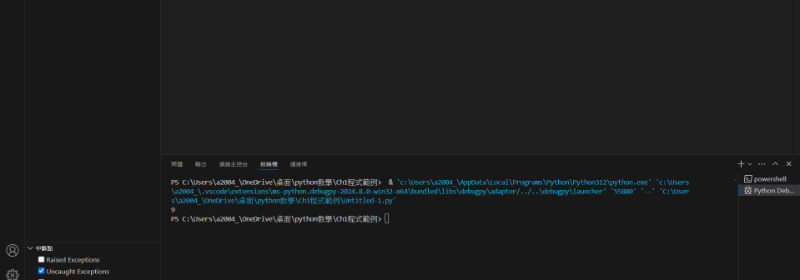 問題 輸出 偵錯主控台 終端機 連接埠
powershell
Python Deb...
PS C:\Users\a2004_\OneDrive\桌面\python教學\Ch1程式範例> & 'c:\Users\a2004_\AppData\Local\Programs\Python\Python312\python.exe' 'c:\Users
\a2004_\.vscode\extensions\ms-python.debugpy-2024.8.0-win32-x64\bundled\libs\debugpy\adapter/../..\debugpy\launcher' '55880' '--' 'C:\User
s\a2004_\OneDrive\桌面\python教學\Ch1程式範例\Untitled-1.py'
9
PS C:\Users\a2004_\OneDrive\桌面\python教學\Ch1程式範例>
中斷點
Raised Exceptions
Uncaught Exceptions